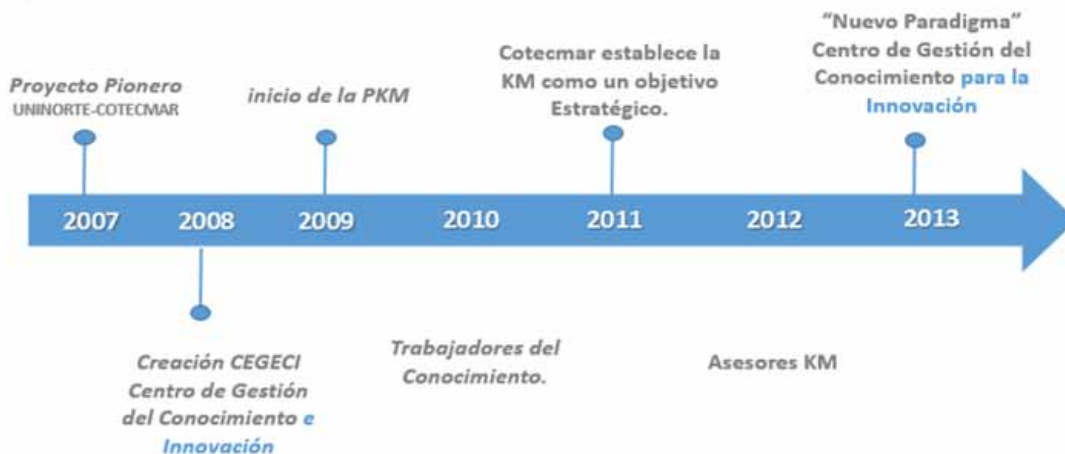 Proyecto Pionero
UNINORTE-COTECMAR
inicio de la PKM
Cotecmar establece la
KM como un objetivo
Estratégico.
“Nuevo Paradigma”
Centro de Gestión del
Conocimiento para la
Innovación
2007 2008 2009 2010 2011 2012 2013
Creación CEGECI
Centro de Gestión
del Conocimiento e
Innovación
Trabajadores del
Conocimiento.
Asesores KM